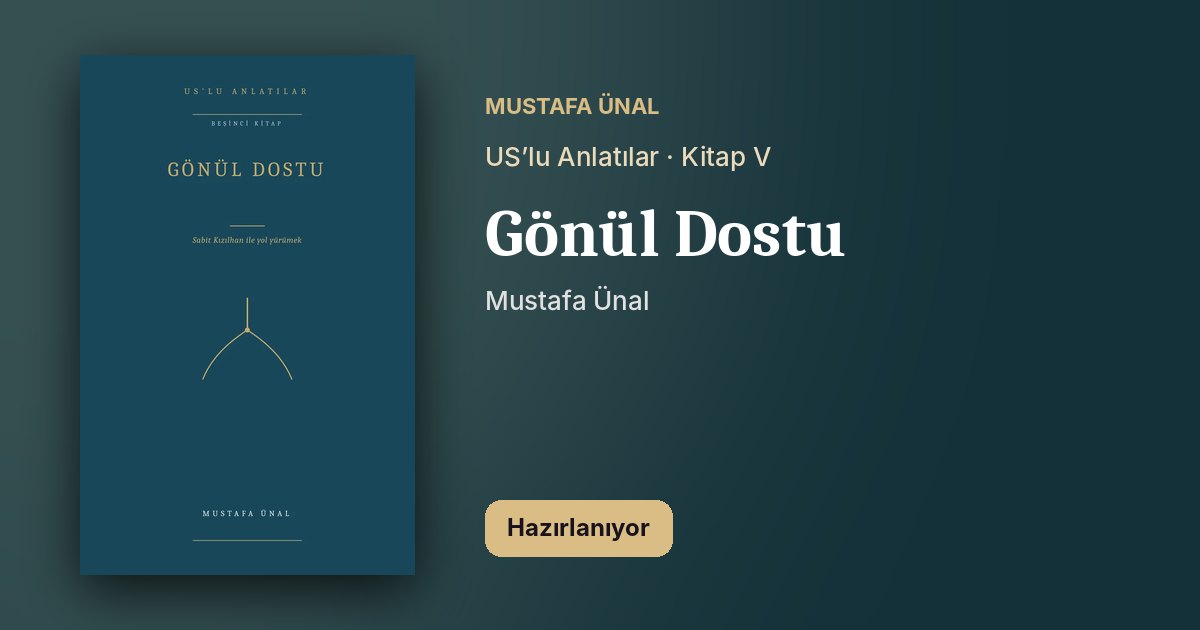 US'LU ANLATILAR
BEŞİNCİ KİTAP
GÖNÜL DOSTU
Sabit Kızılhan ile yol yürümek
MUSTAFA ÜNAL
MUSTAFA ÜNAL
US’lu Anlatılar · Kitap V
Gönül Dostu
Mustafa Ünal
Hazırlanıyor